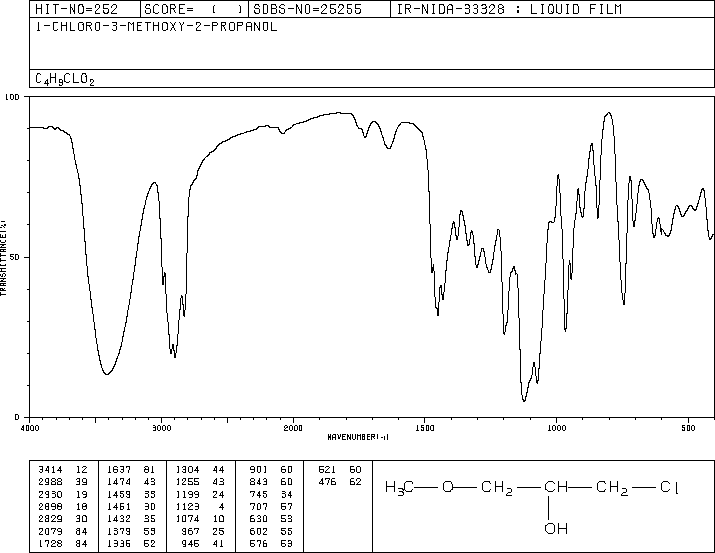 HIT-NO=252 SCORE= ( ) SDBS-NO=25255 IR-NIDA-33328 : LIQUID FILM
1-CHLORO-3-METHOXY-2-PROPANOL
C4H9CLO2
100
TRANSMITTANCE(%)
50
0
4000 3000 2000 1500 1000 500
WAVENUMBER(-1)
3414 12 1637 81 1304 44 901 60 521 60
2988 39 1474 43 1255 43 843 60 476 62
2930 19 1459 35 1199 24 745 34
2898 18 1451 30 1123 4 707 57
2829 30 1432 35 1074 10 630 53
2079 84 1379 53 967 25 602 55
1728 84 1336 52 945 41 576 53
H3C O CH2 CH CH2 Cl
OH